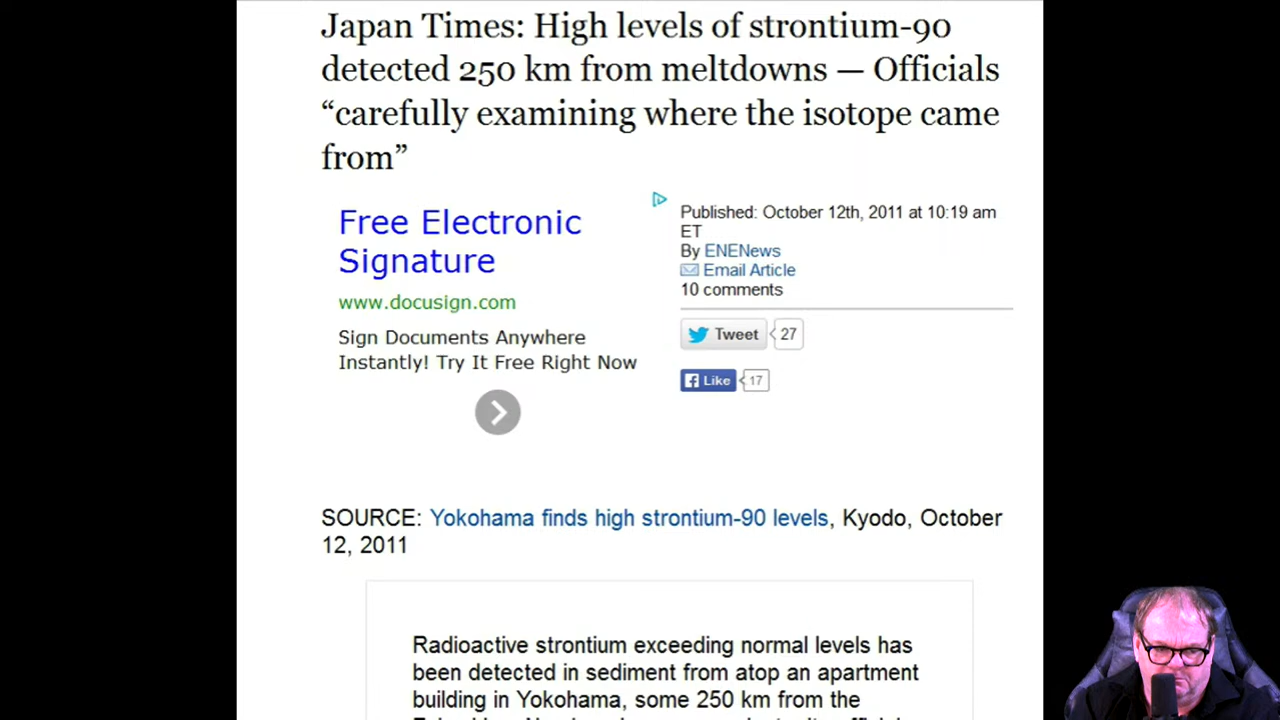 Japan Times: High levels of strontium-90
detected 250 km from meltdowns — Officials
“carefully examining where the isotope came
from”
Free Electronic
Signature
www.docusign.com
Sign Documents Anywhere
Instantly! Try It Free Right Now
Published: October 12th, 2011 at 10:19 am
ET
By ENENews
Email Article
10 comments
Tweet 27
Like 17
SOURCE: Yokohama finds high strontium-90 levels, Kyodo, October
12, 2011
Radioactive strontium exceeding normal levels has
been detected in sediment from atop an apartment
building in Yokohama, some 250 km from the